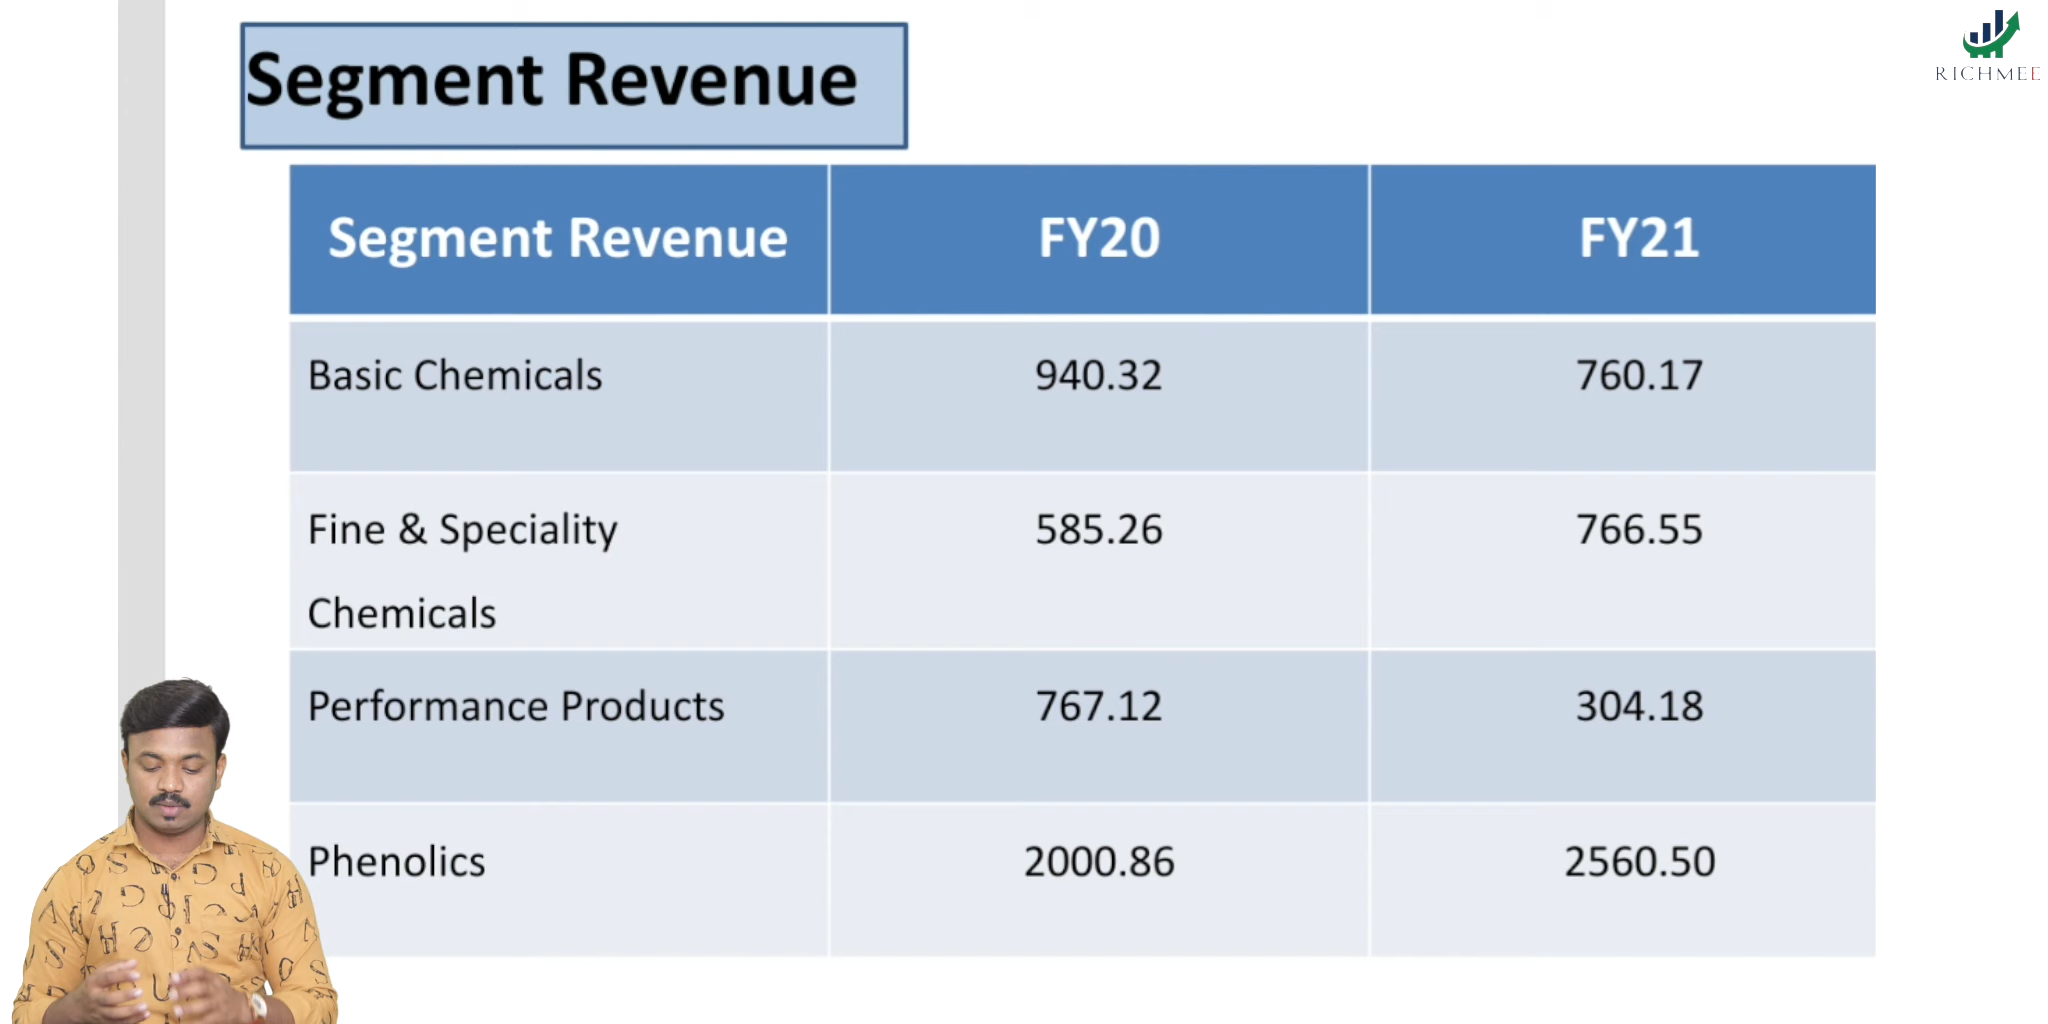 Segment Revenue
RICHMEE
Segment Revenue FY20 FY21
Basic Chemicals 940.32 760.17
Fine & Speciality 585.26 766.55
Chemicals
Performance Products 767.12 304.18
Phenolics 2000.86 2560.50